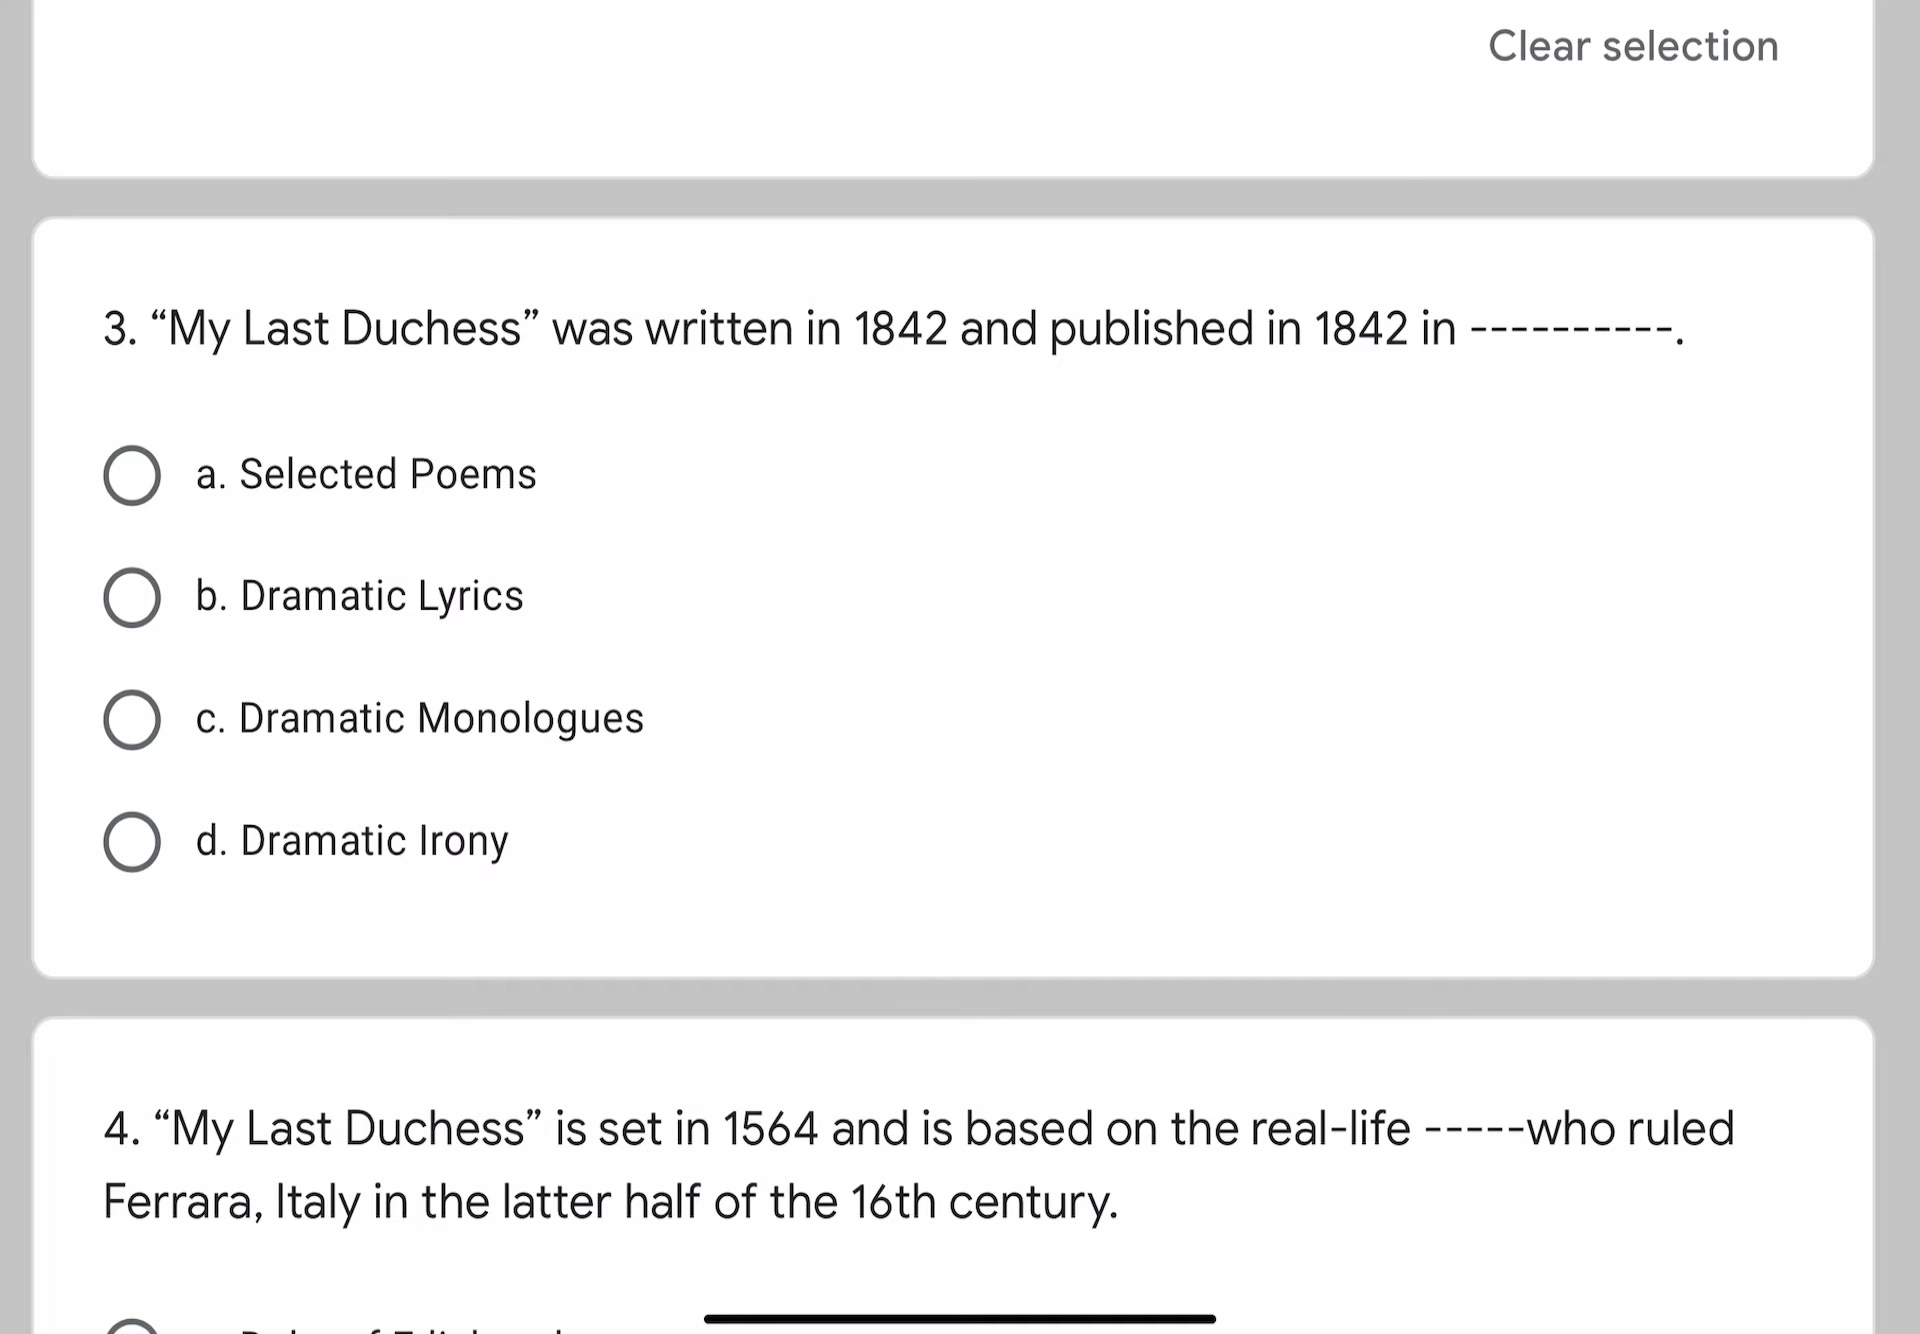 Clear selection
3. “My Last Duchess” was written in 1842 and published in 1842 in ----------.
a. Selected Poems
b. Dramatic Lyrics
c. Dramatic Monologues
d. Dramatic Irony
4. “My Last Duchess” is set in 1564 and is based on the real-life -----who ruled
Ferrara, Italy in the latter half of the 16th century.